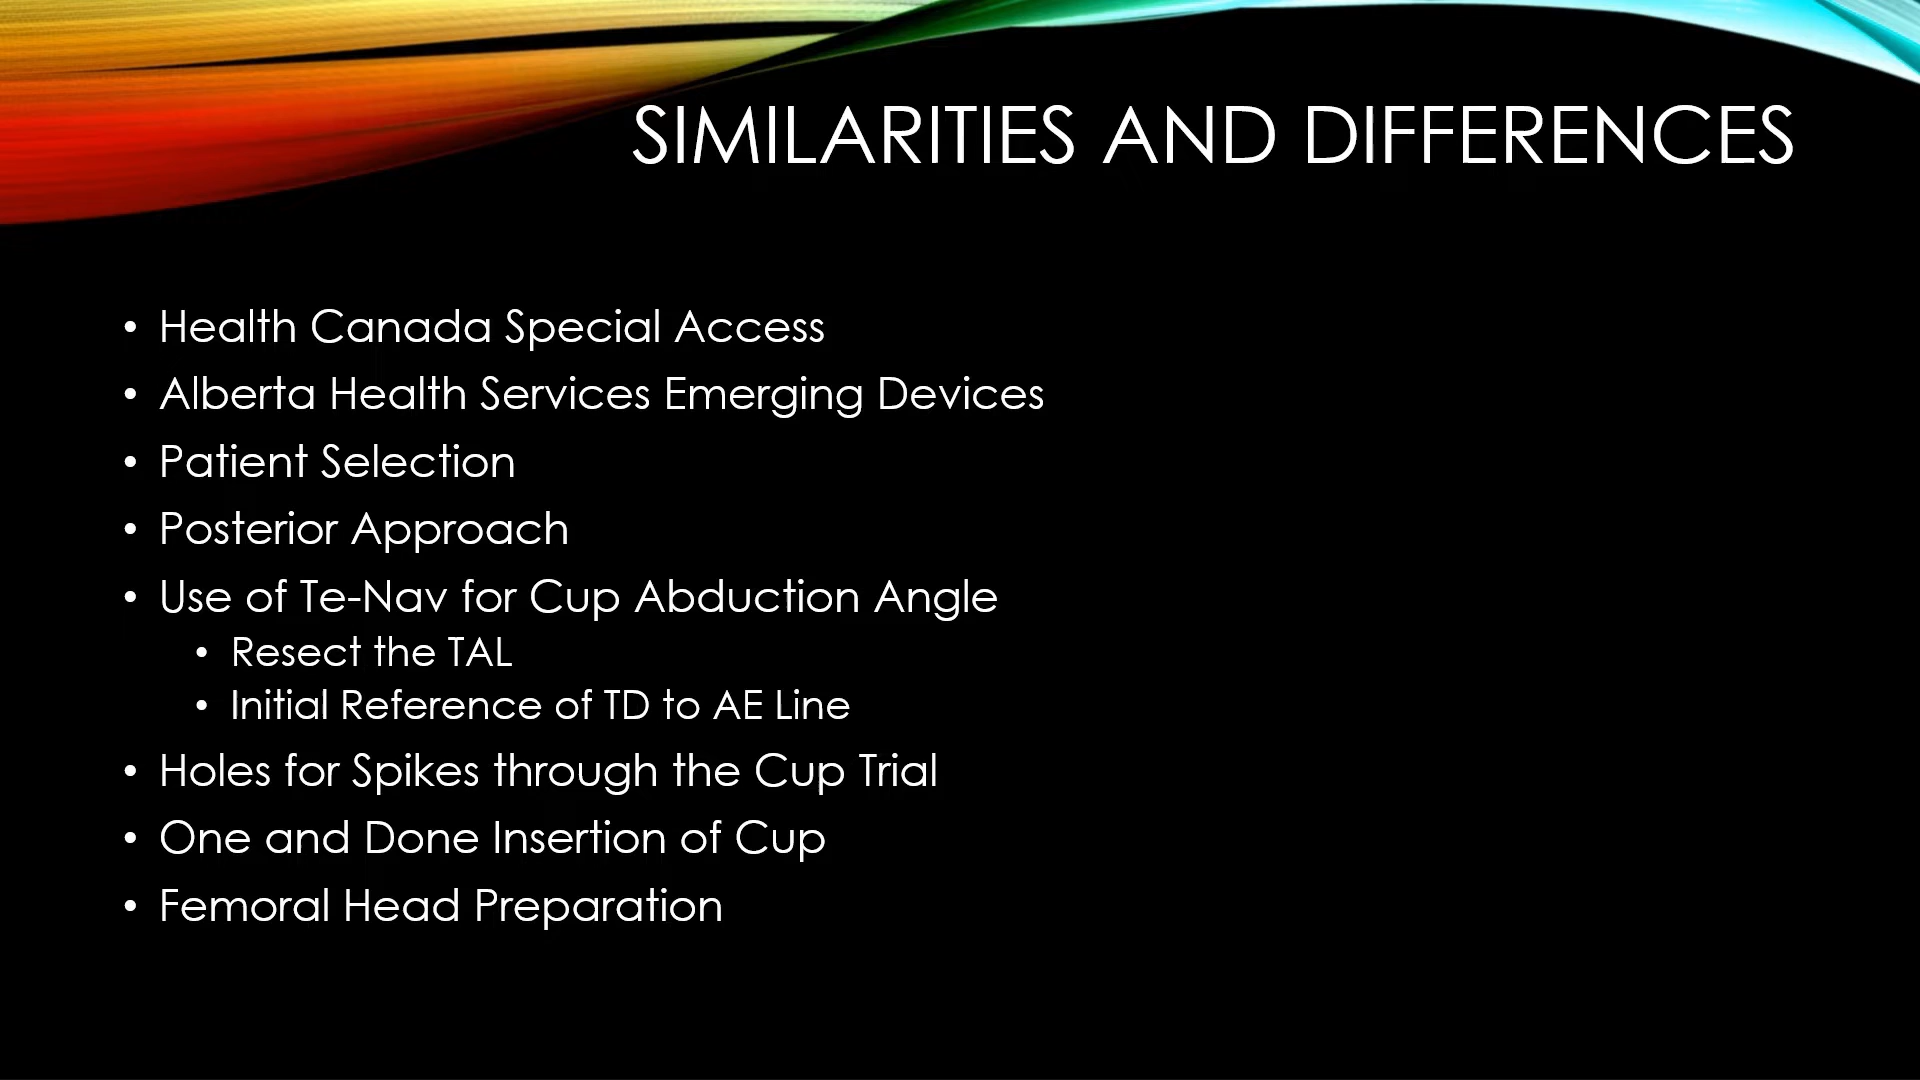 SIMILARITIES AND DIFFERENCES
• Health Canada Special Access
• Alberta Health Services Emerging Devices
• Patient Selection
• Posterior Approach
• Use of Te-Nav for Cup Abduction Angle
• Resect the TAL
• Initial Reference of TD to AE Line
• Holes for Spikes through the Cup Trial
• One and Done Insertion of Cup
• Femoral Head Preparation